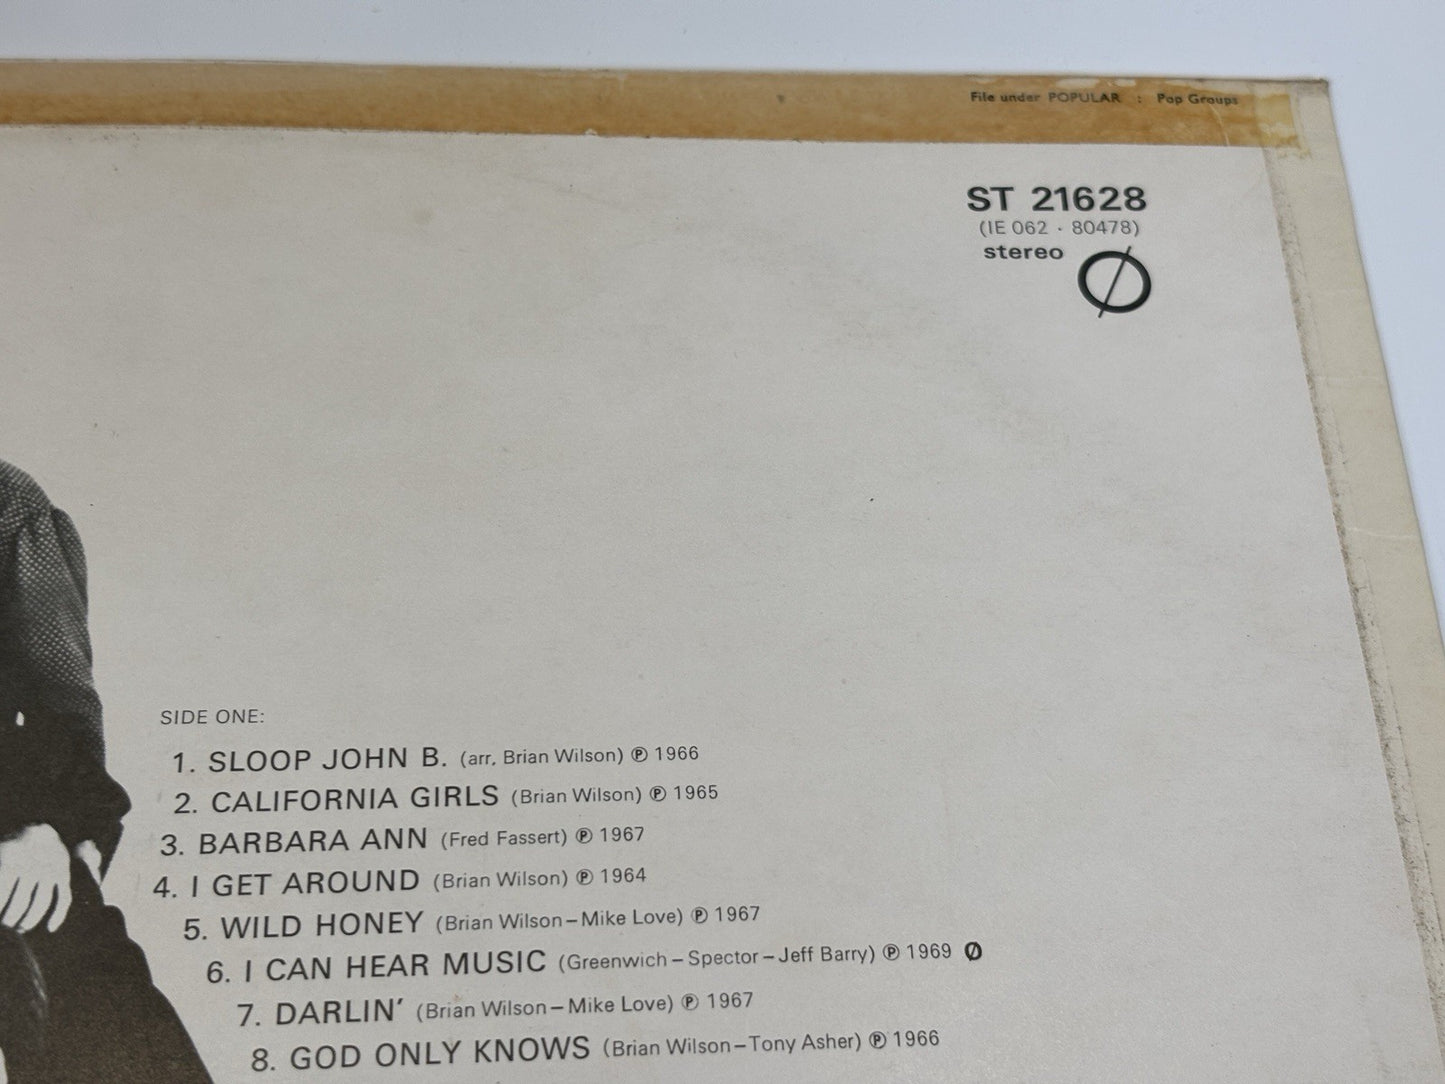 File under POPULAR : Pop Groups
ST 21628
(IE 062 · 80478)
stereo
SIDE ONE:
1. SLOOP JOHN B. (arr. Brian Wilson) ℗ 1966
2. CALIFORNIA GIRLS (Brian Wilson) ℗ 1965
3. BARBARA ANN (Fred Fassert) ℗ 1967
4. I GET AROUND (Brian Wilson) ℗ 1964
5. WILD HONEY (Brian Wilson–Mike Love) ℗ 1967
6. I CAN HEAR MUSIC (Greenwich–Spector–Jeff Barry) ℗ 1969 Ø
7. DARLIN' (Brian Wilson–Mike Love) ℗ 1967
8. GOD ONLY KNOWS (Brian Wilson–Tony Asher) ℗ 1966